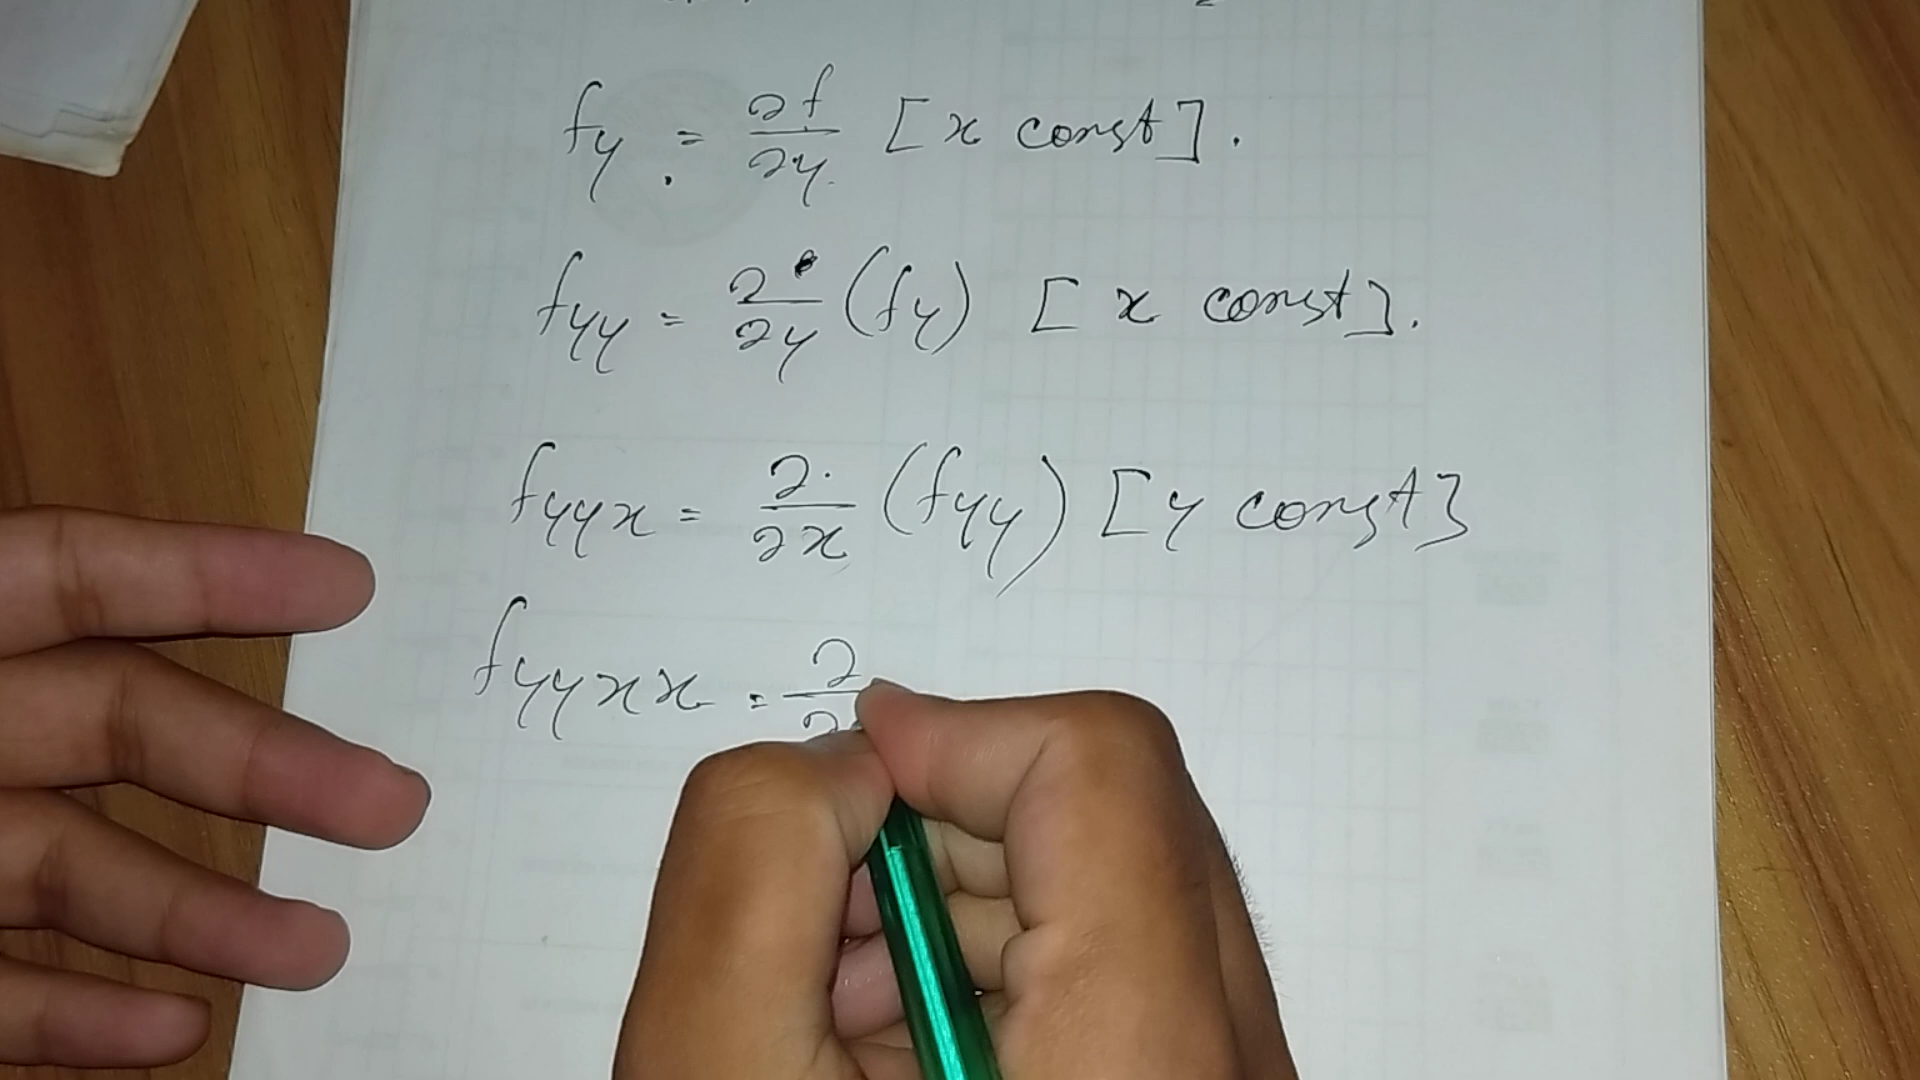 fy = ∂f/∂y [x const].
fyy = ∂/∂y (fy) [x const].
fyyx = ∂/∂x (fyy) [y const]
fyyxx = ∂/∂